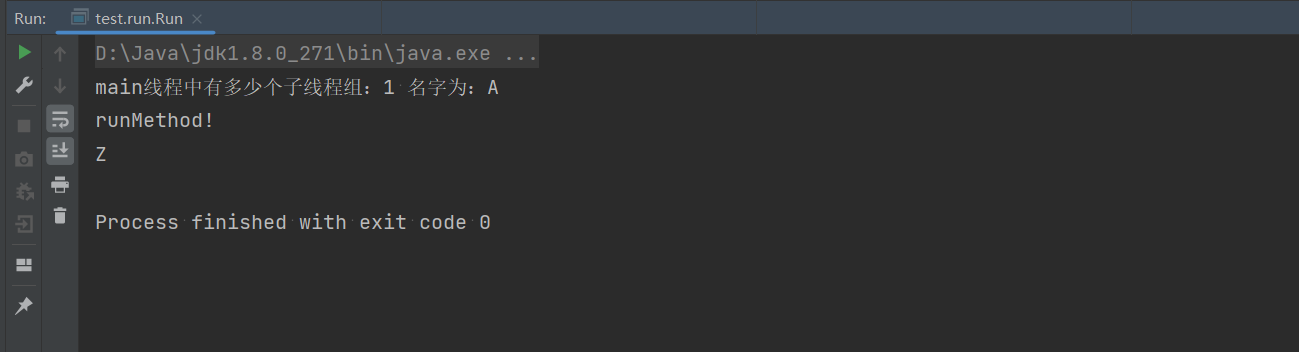 Run: test.run.Run
D:\Java\jdk1.8.0_271\bin\java.exe ...
main线程中有多少个子线程组：1 名字为：A
runMethod!
Z
Process finished with exit code 0